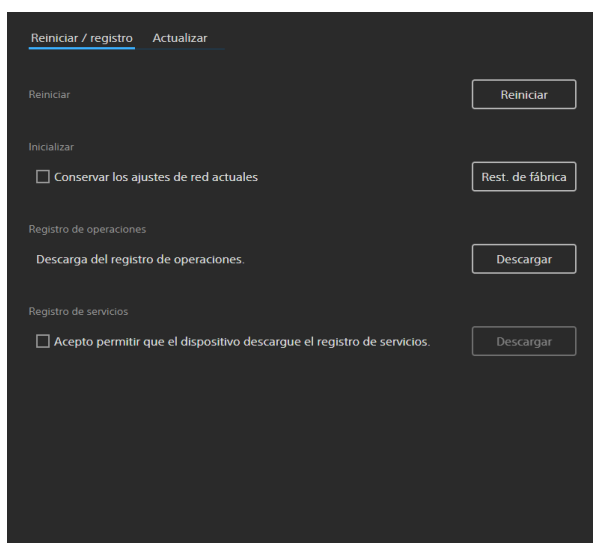 Reiniciar / registro Actualizar
Reiniciar Reiniciar
Inicializar
Conservar los ajustes de red actuales Rest. de fábrica
Registro de operaciones
Descarga del registro de operaciones. Descargar
Registro de servicios
Acepto permitir que el dispositivo descargue el registro de servicios. Descargar